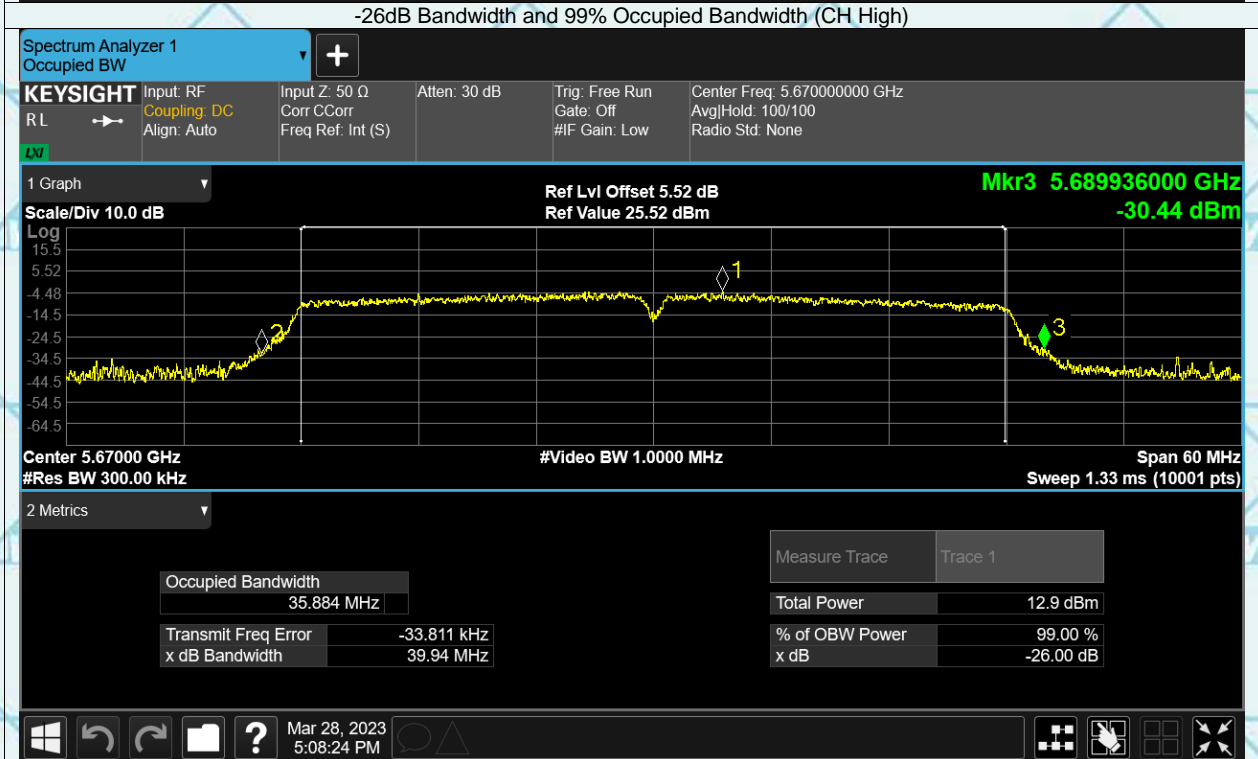 -26dB Bandwidth and 99% Occupied Bandwidth (CH High)
Spectrum Analyzer 1
Occupied BW
▼
+
KEYSIGHT Input: RF Input Z: 50 Ω Atten: 30 dB Trig: Free Run Center Freq: 5.670000000 GHz
R L Coupling: DC Corr CCorr Gate: Off Avg|Hold: 100/100
Align: Auto Freq Ref: Int (S) #IF Gain: Low Radio Std: None
LXI
1 Graph ▼ Ref Lvl Offset 5.52 dB Mkr3 5.689936000 GHz
Scale/Div 10.0 dB Ref Value 25.52 dBm -30.44 dBm
Log
15.5
5.52
-4.48
-14.5
-24.5
-34.5
-44.5
-54.5
-64.5
1
2
3
Center 5.67000 GHz #Video BW 1.0000 MHz Span 60 MHz
#Res BW 300.00 kHz Sweep 1.33 ms (10001 pts)
2 Metrics ▼
Measure Trace Trace 1
Occupied Bandwidth
35.884 MHz Total Power 12.9 dBm
Transmit Freq Error -33.811 kHz % of OBW Power 99.00 %
x dB Bandwidth 39.94 MHz x dB -26.00 dB
? Mar 28, 2023
5:08:24 PM